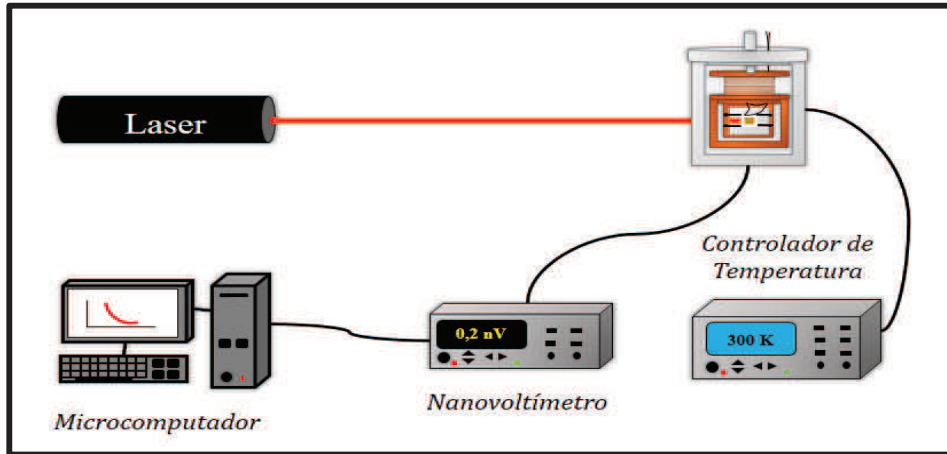 Laser
Controlador de
Temperatura
0,2 nV
300 K
Nanovoltímetro
Microcomputador